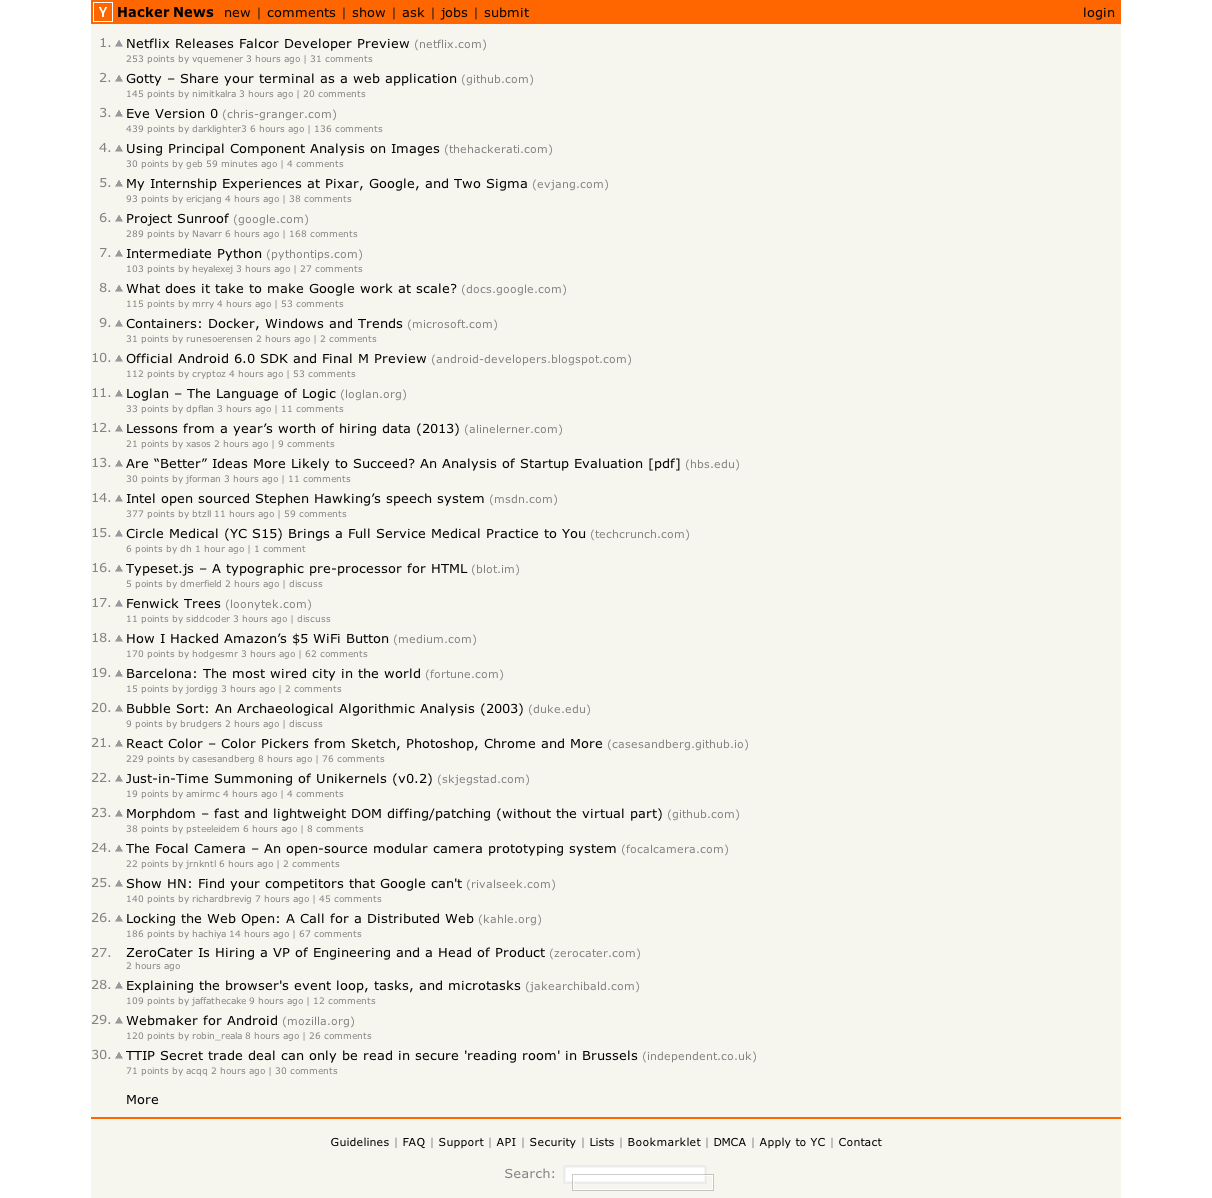 Y Hacker News new | comments | show | ask | jobs | submit login
1. Netflix Releases Falcor Developer Preview (netflix.com)
253 points by vquemener 3 hours ago | 31 comments
2. Gotty – Share your terminal as a web application (github.com)
145 points by nimitkalra 3 hours ago | 20 comments
3. Eve Version 0 (chris-granger.com)
439 points by darklighter3 6 hours ago | 136 comments
4. Using Principal Component Analysis on Images (thehackerati.com)
30 points by geb 59 minutes ago | 4 comments
5. My Internship Experiences at Pixar, Google, and Two Sigma (evjang.com)
93 points by ericjang 4 hours ago | 38 comments
6. Project Sunroof (google.com)
289 points by Navarr 6 hours ago | 168 comments
7. Intermediate Python (pythontips.com)
103 points by heyalexej 3 hours ago | 27 comments
8. What does it take to make Google work at scale? (docs.google.com)
115 points by mrry 4 hours ago | 53 comments
9. Containers: Docker, Windows and Trends (microsoft.com)
31 points by runesoerensen 2 hours ago | 2 comments
10. Official Android 6.0 SDK and Final M Preview (android-developers.blogspot.com)
112 points by cryptoz 4 hours ago | 53 comments
11. Loglan – The Language of Logic (loglan.org)
33 points by dpflan 3 hours ago | 11 comments
12. Lessons from a year’s worth of hiring data (2013) (alinelerner.com)
21 points by xasos 2 hours ago | 9 comments
13. Are “Better” Ideas More Likely to Succeed? An Analysis of Startup Evaluation [pdf] (hbs.edu)
30 points by jforman 3 hours ago | 11 comments
14. Intel open sourced Stephen Hawking’s speech system (msdn.com)
377 points by btzll 11 hours ago | 59 comments
15. Circle Medical (YC S15) Brings a Full Service Medical Practice to You (techcrunch.com)
6 points by dh 1 hour ago | 1 comment
16. Typeset.js – A typographic pre-processor for HTML (blot.im)
5 points by dmerfield 2 hours ago | discuss
17. Fenwick Trees (loonytek.com)
11 points by siddcoder 3 hours ago | discuss
18. How I Hacked Amazon’s $5 WiFi Button (medium.com)
170 points by hodgesmr 3 hours ago | 62 comments
19. Barcelona: The most wired city in the world (fortune.com)
15 points by jordigg 3 hours ago | 2 comments
20. Bubble Sort: An Archaeological Algorithmic Analysis (2003) (duke.edu)
9 points by brudgers 2 hours ago | discuss
21. React Color – Color Pickers from Sketch, Photoshop, Chrome and More (casesandberg.github.io)
229 points by casesandberg 8 hours ago | 76 comments
22. Just-in-Time Summoning of Unikernels (v0.2) (skjegstad.com)
19 points by amirmc 4 hours ago | 4 comments
23. Morphdom – fast and lightweight DOM diffing/patching (without the virtual part) (github.com)
38 points by psteeleidem 6 hours ago | 8 comments
24. The Focal Camera – An open-source modular camera prototyping system (focalcamera.com)
22 points by jrnkntl 6 hours ago | 2 comments
25. Show HN: Find your competitors that Google can't (rivalseek.com)
140 points by richardbrevig 7 hours ago | 45 comments
26. Locking the Web Open: A Call for a Distributed Web (kahle.org)
186 points by hachiya 14 hours ago | 67 comments
27. ZeroCater Is Hiring a VP of Engineering and a Head of Product (zerocater.com)
2 hours ago
28. Explaining the browser's event loop, tasks, and microtasks (jakearchibald.com)
109 points by jaffathecake 9 hours ago | 12 comments
29. Webmaker for Android (mozilla.org)
120 points by robin_reala 8 hours ago | 26 comments
30. TTIP Secret trade deal can only be read in secure 'reading room' in Brussels (independent.co.uk)
71 points by acqq 2 hours ago | 30 comments
More
Guidelines | FAQ | Support | API | Security | Lists | Bookmarklet | DMCA | Apply to YC | Contact
Search: